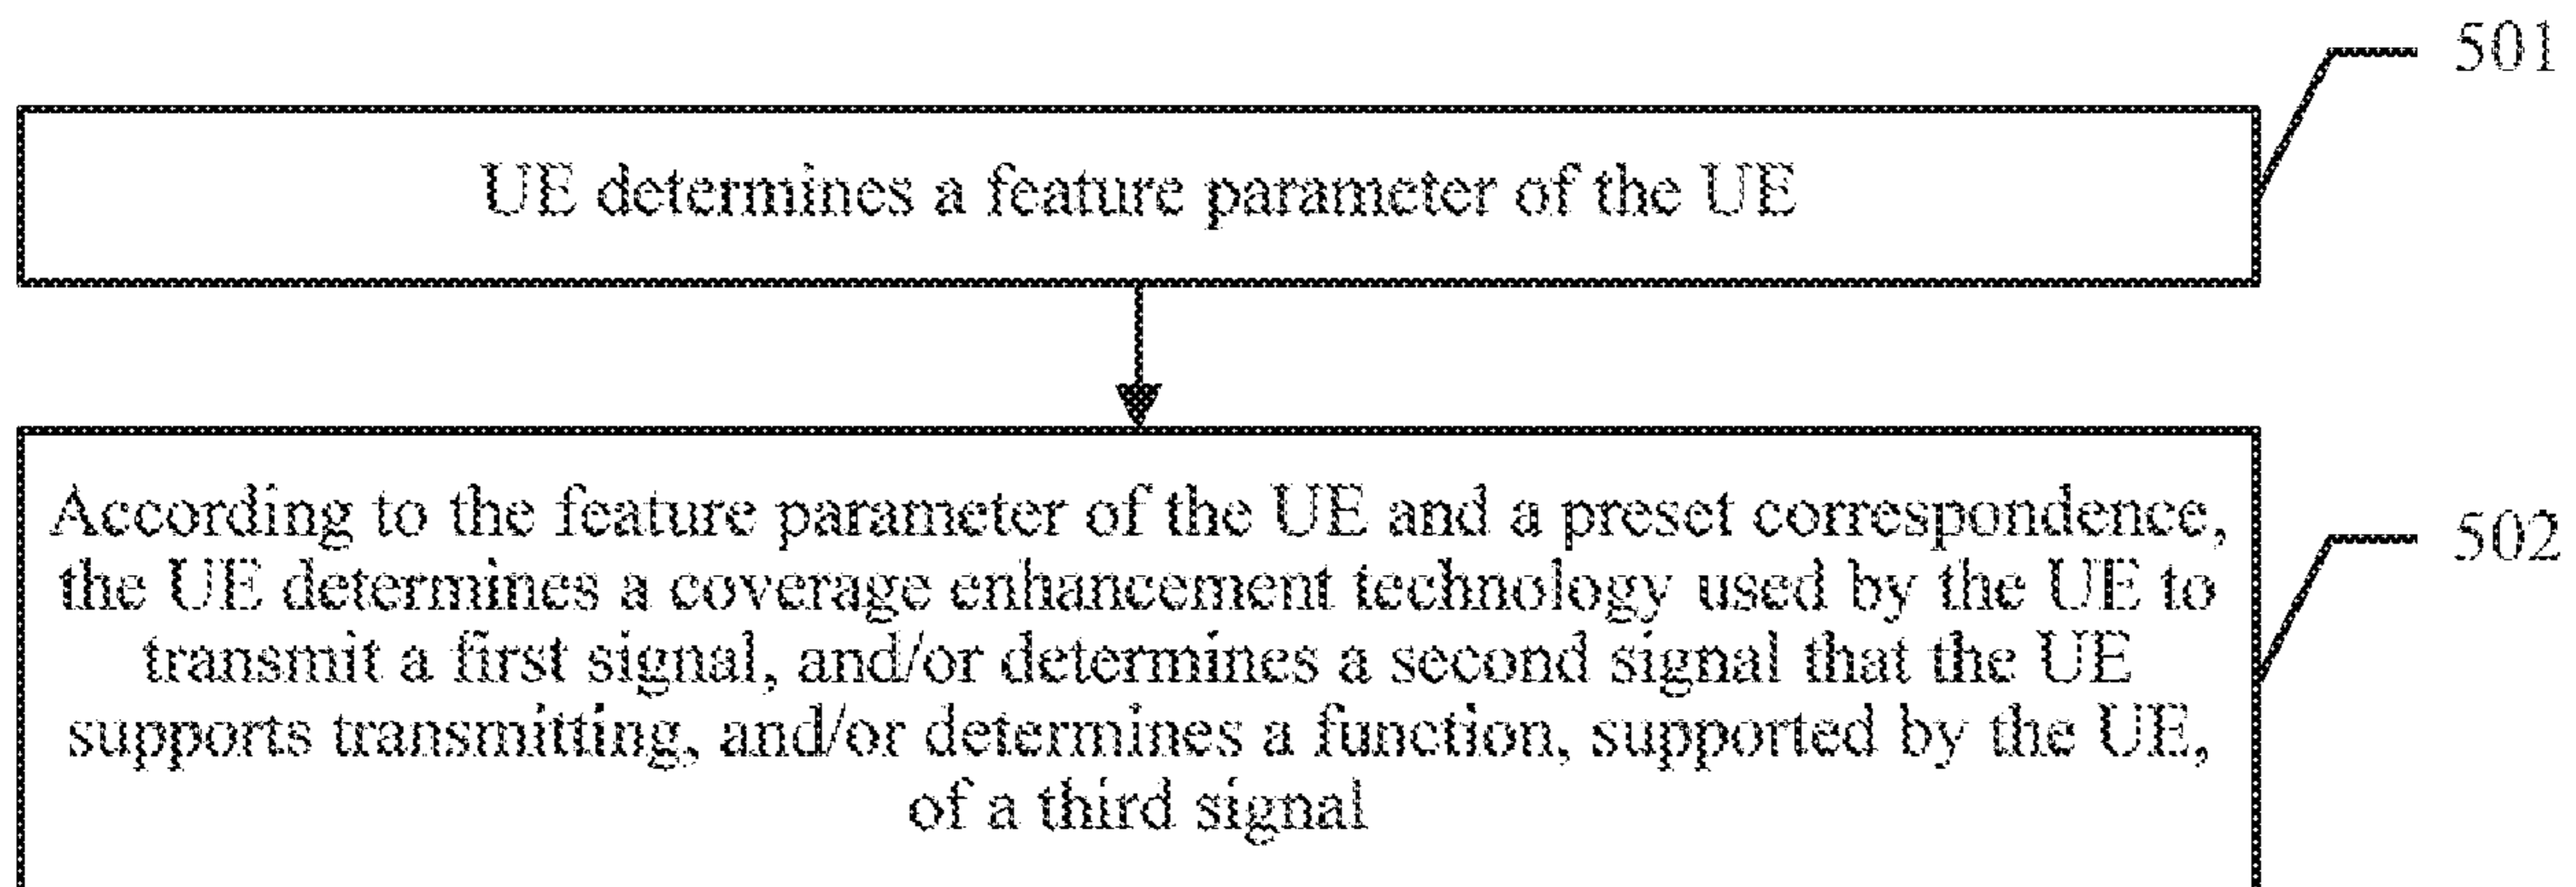 501
UE determines a feature parameter of the UE
According to the feature parameter of the UE and a preset correspondence,
502
the UE determines a coverage enhancement technology used by the UE to
transmit a first signal, and/or determines a second signal that the UE
supports transmitting, and/or determines a function, supported by the UE,
of a third signal